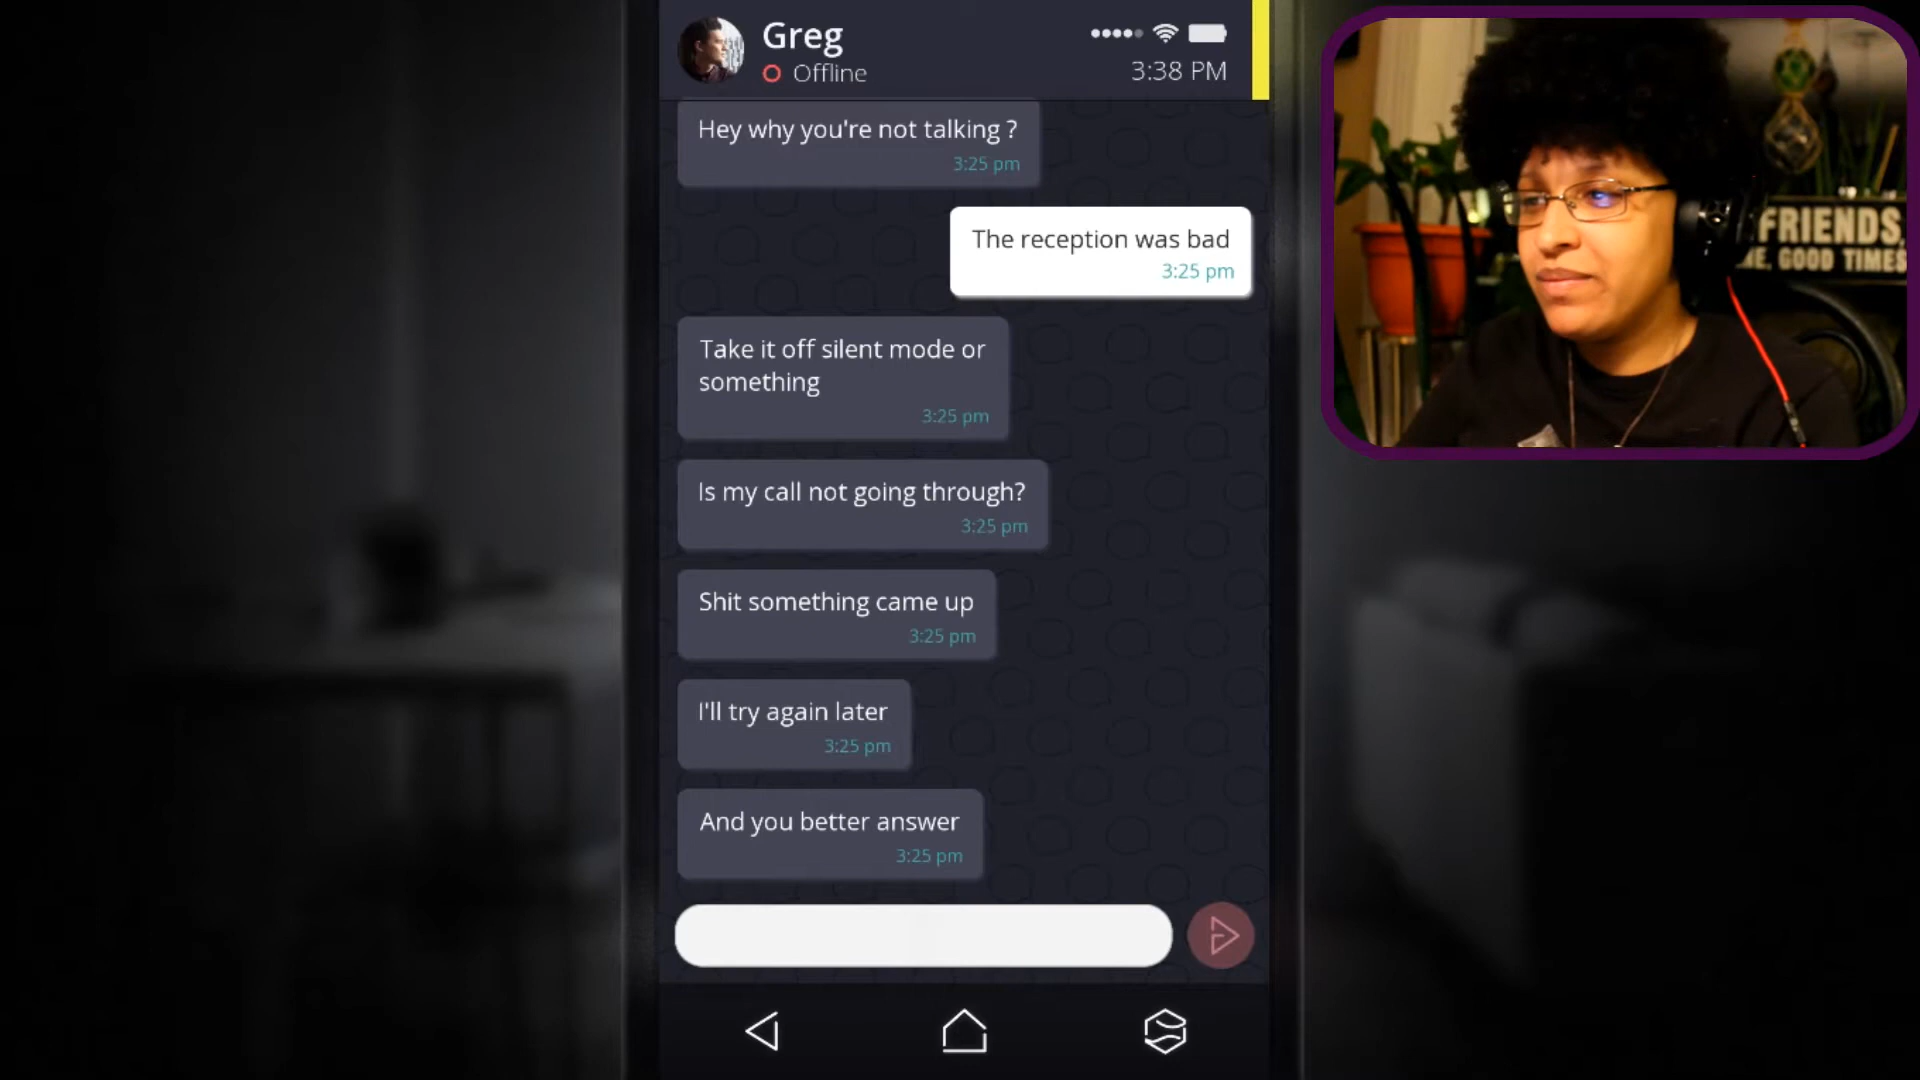 Greg
Offline
3:38 PM
Hey why you're not talking ?
3:25 pm
The reception was bad
3:25 pm
Take it off silent mode or
something
3:25 pm
Is my call not going through?
3:25 pm
Shit something came up
3:25 pm
I'll try again later
3:25 pm
And you better answer
3:25 pm
FRIENDS,
GOOD TIMES